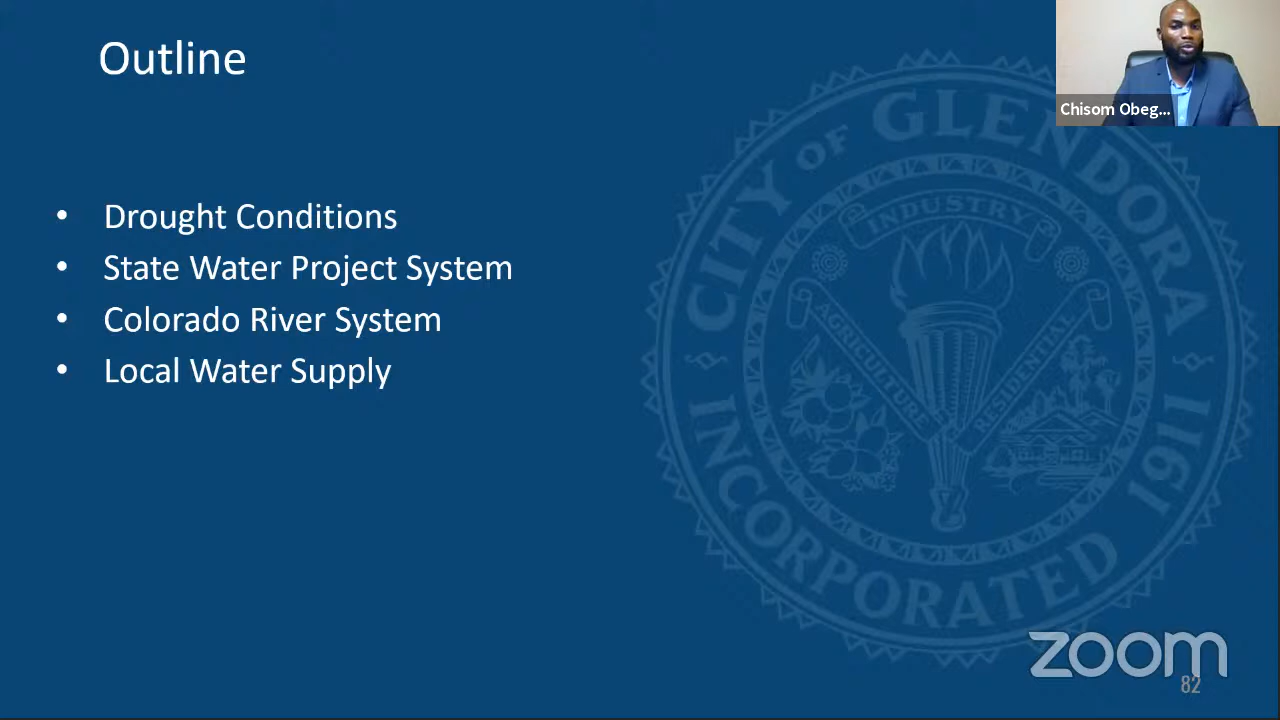 Outline
Chisom Obeg...
• Drought Conditions
• State Water Project System
• Colorado River System
• Local Water Supply
CITY OF GLENDORA
INDUSTRY
AGRICULTURE
RESIDENTIAL
INCORPORATED 1911
zoom
82